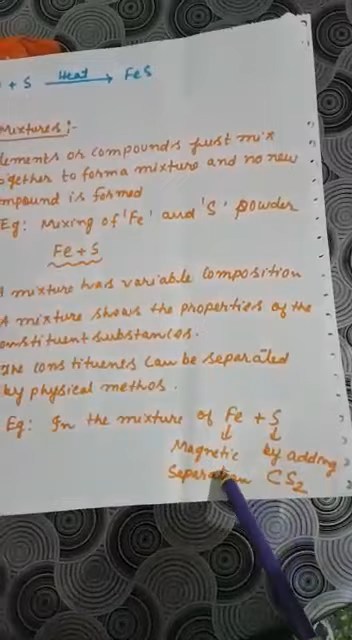 + S Heat → FeS
Mixtures ;-
lements or compounds just mix
ogether to form a mixture and no new
mpound is formed
Eg: Mixing of 'Fe' and 'S' powder
Fe + S
A mixture has variable composition
A mixture shows the properties of the
onstituent substances.
The constituents can be separated
by physical methos.
Eg: In the mixture of Fe + S
↓ ↓
Magnetic by adding
Separation CS2